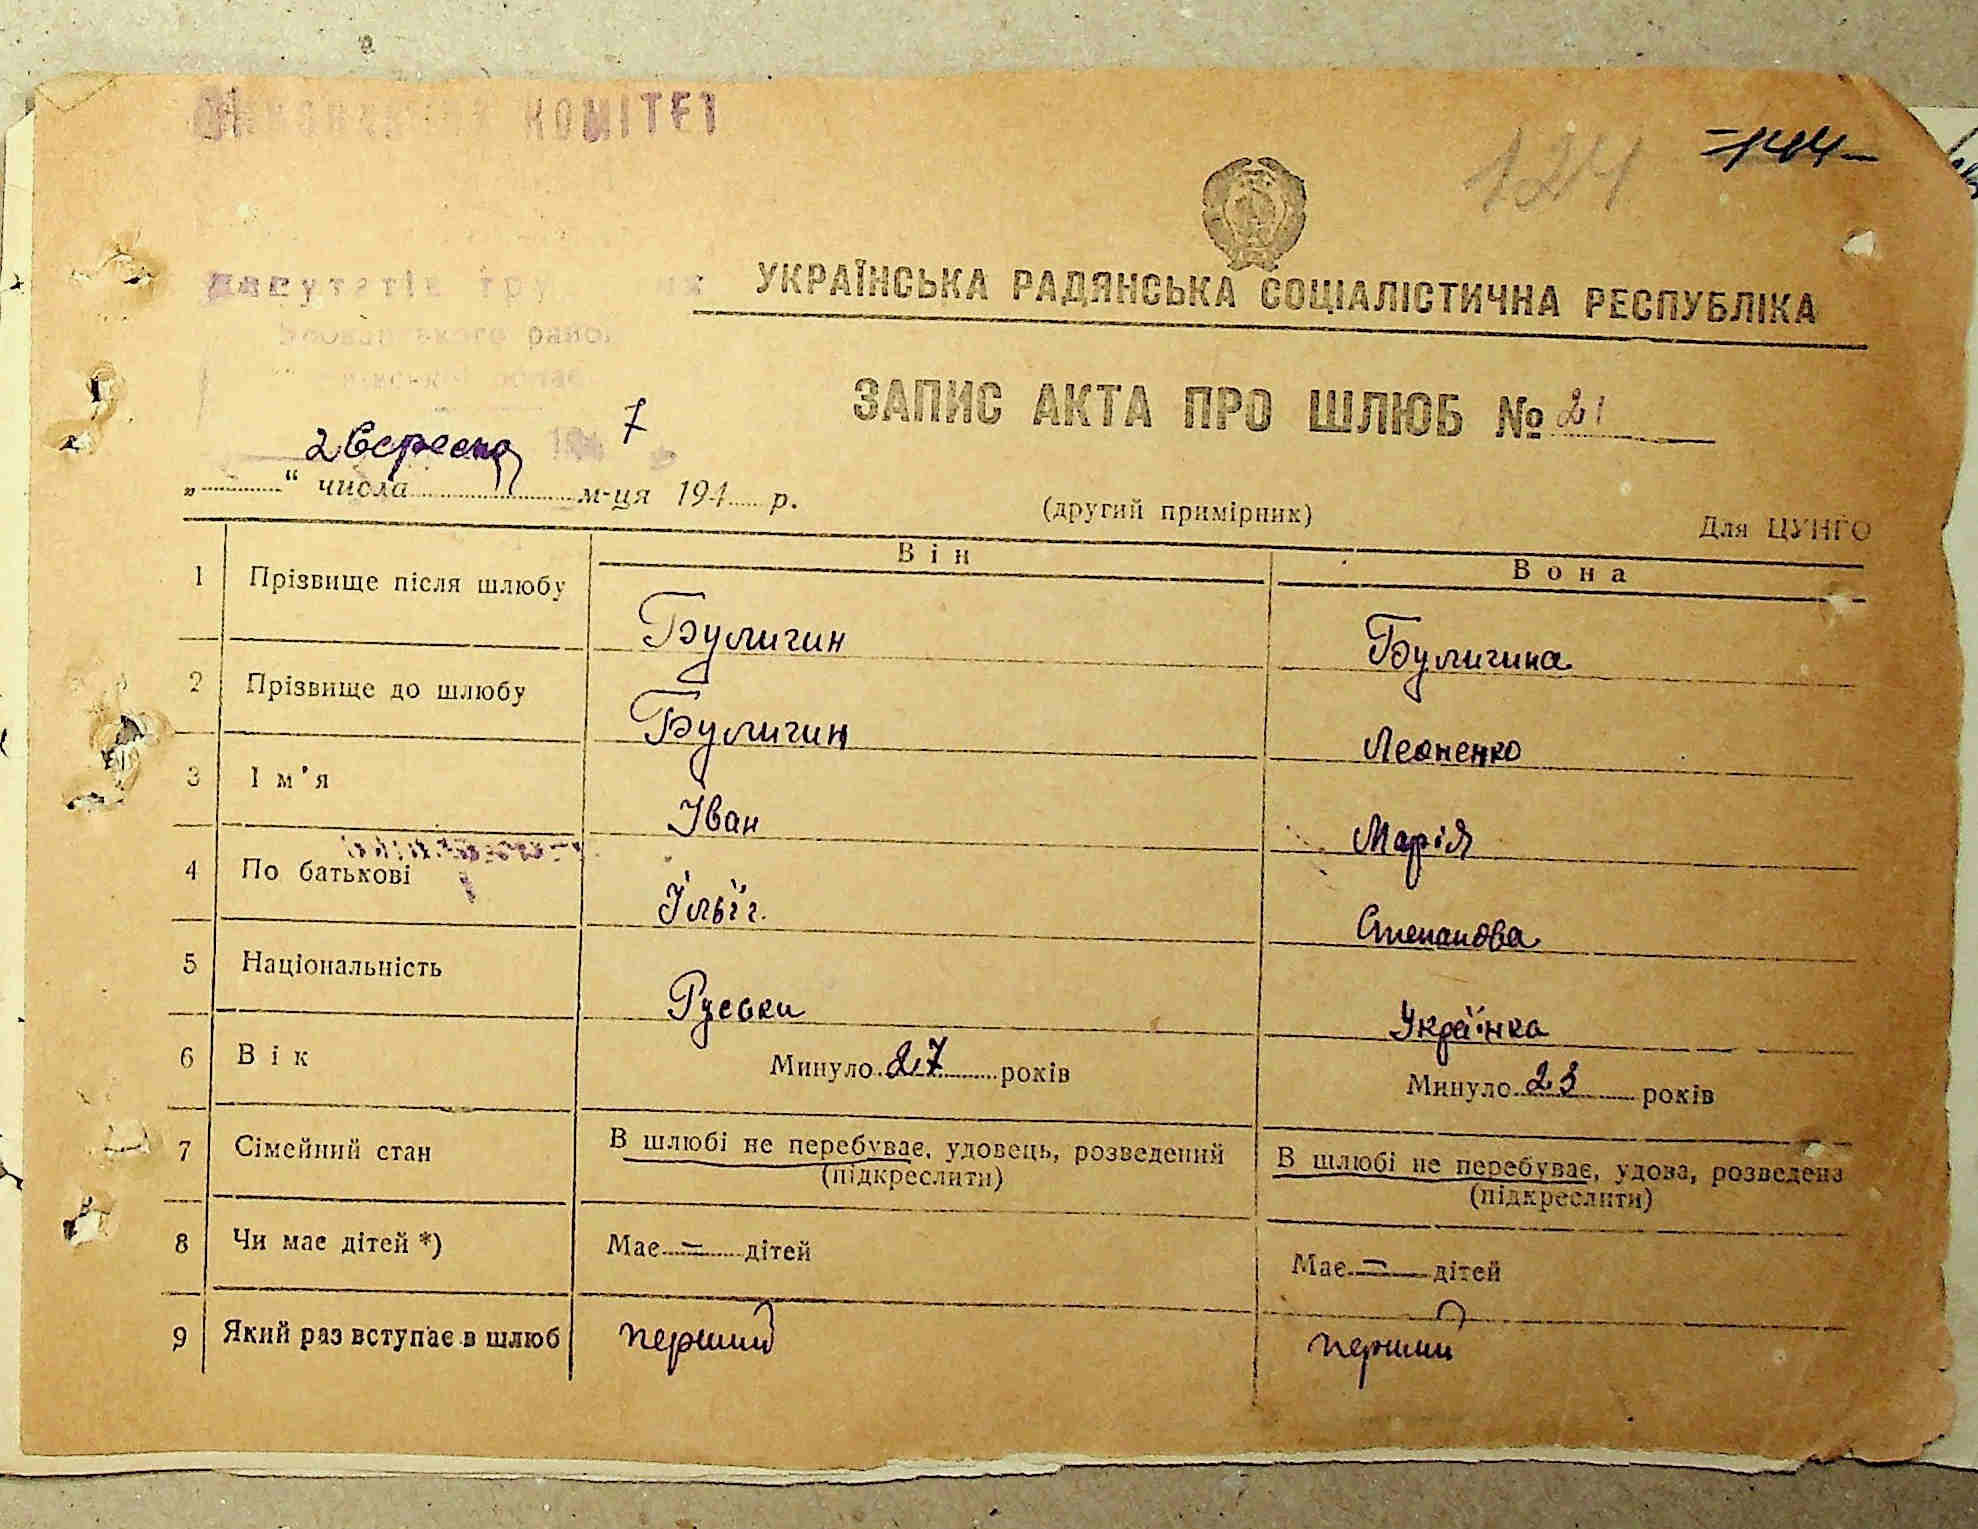 КОМІТЕТ
124
-144-
депутатів
УКРАЇНСЬКА РАДЯНСЬКА СОЦІАЛІСТИЧНА РЕСПУБЛІКА
ЗАПИС АКТА ПРО ШЛЮБ № 21
2 вересня 7
„ “ числа м-ця 194 р.
(другий примірник)
Для ЦУНГО
Він Вона
1 Прізвище після шлюбу Булигин Булигина
2 Прізвище до шлюбу Булигин Леоненко
3 Ім'я Іван Марія
4 По батькові Ільїч. Степанова
5 Національність Руськи Українка
6 Вік Минуло 27 років Минуло 23 років
7 Сімейний стан В шлюбі не перебуває, удовець, розведений В шлюбі не перебуває, удова, розведена
(підкреслити) (підкреслити)
8 Чи має дітей *) Має – дітей Має – дітей
9 Який раз вступає в шлюб перший перший